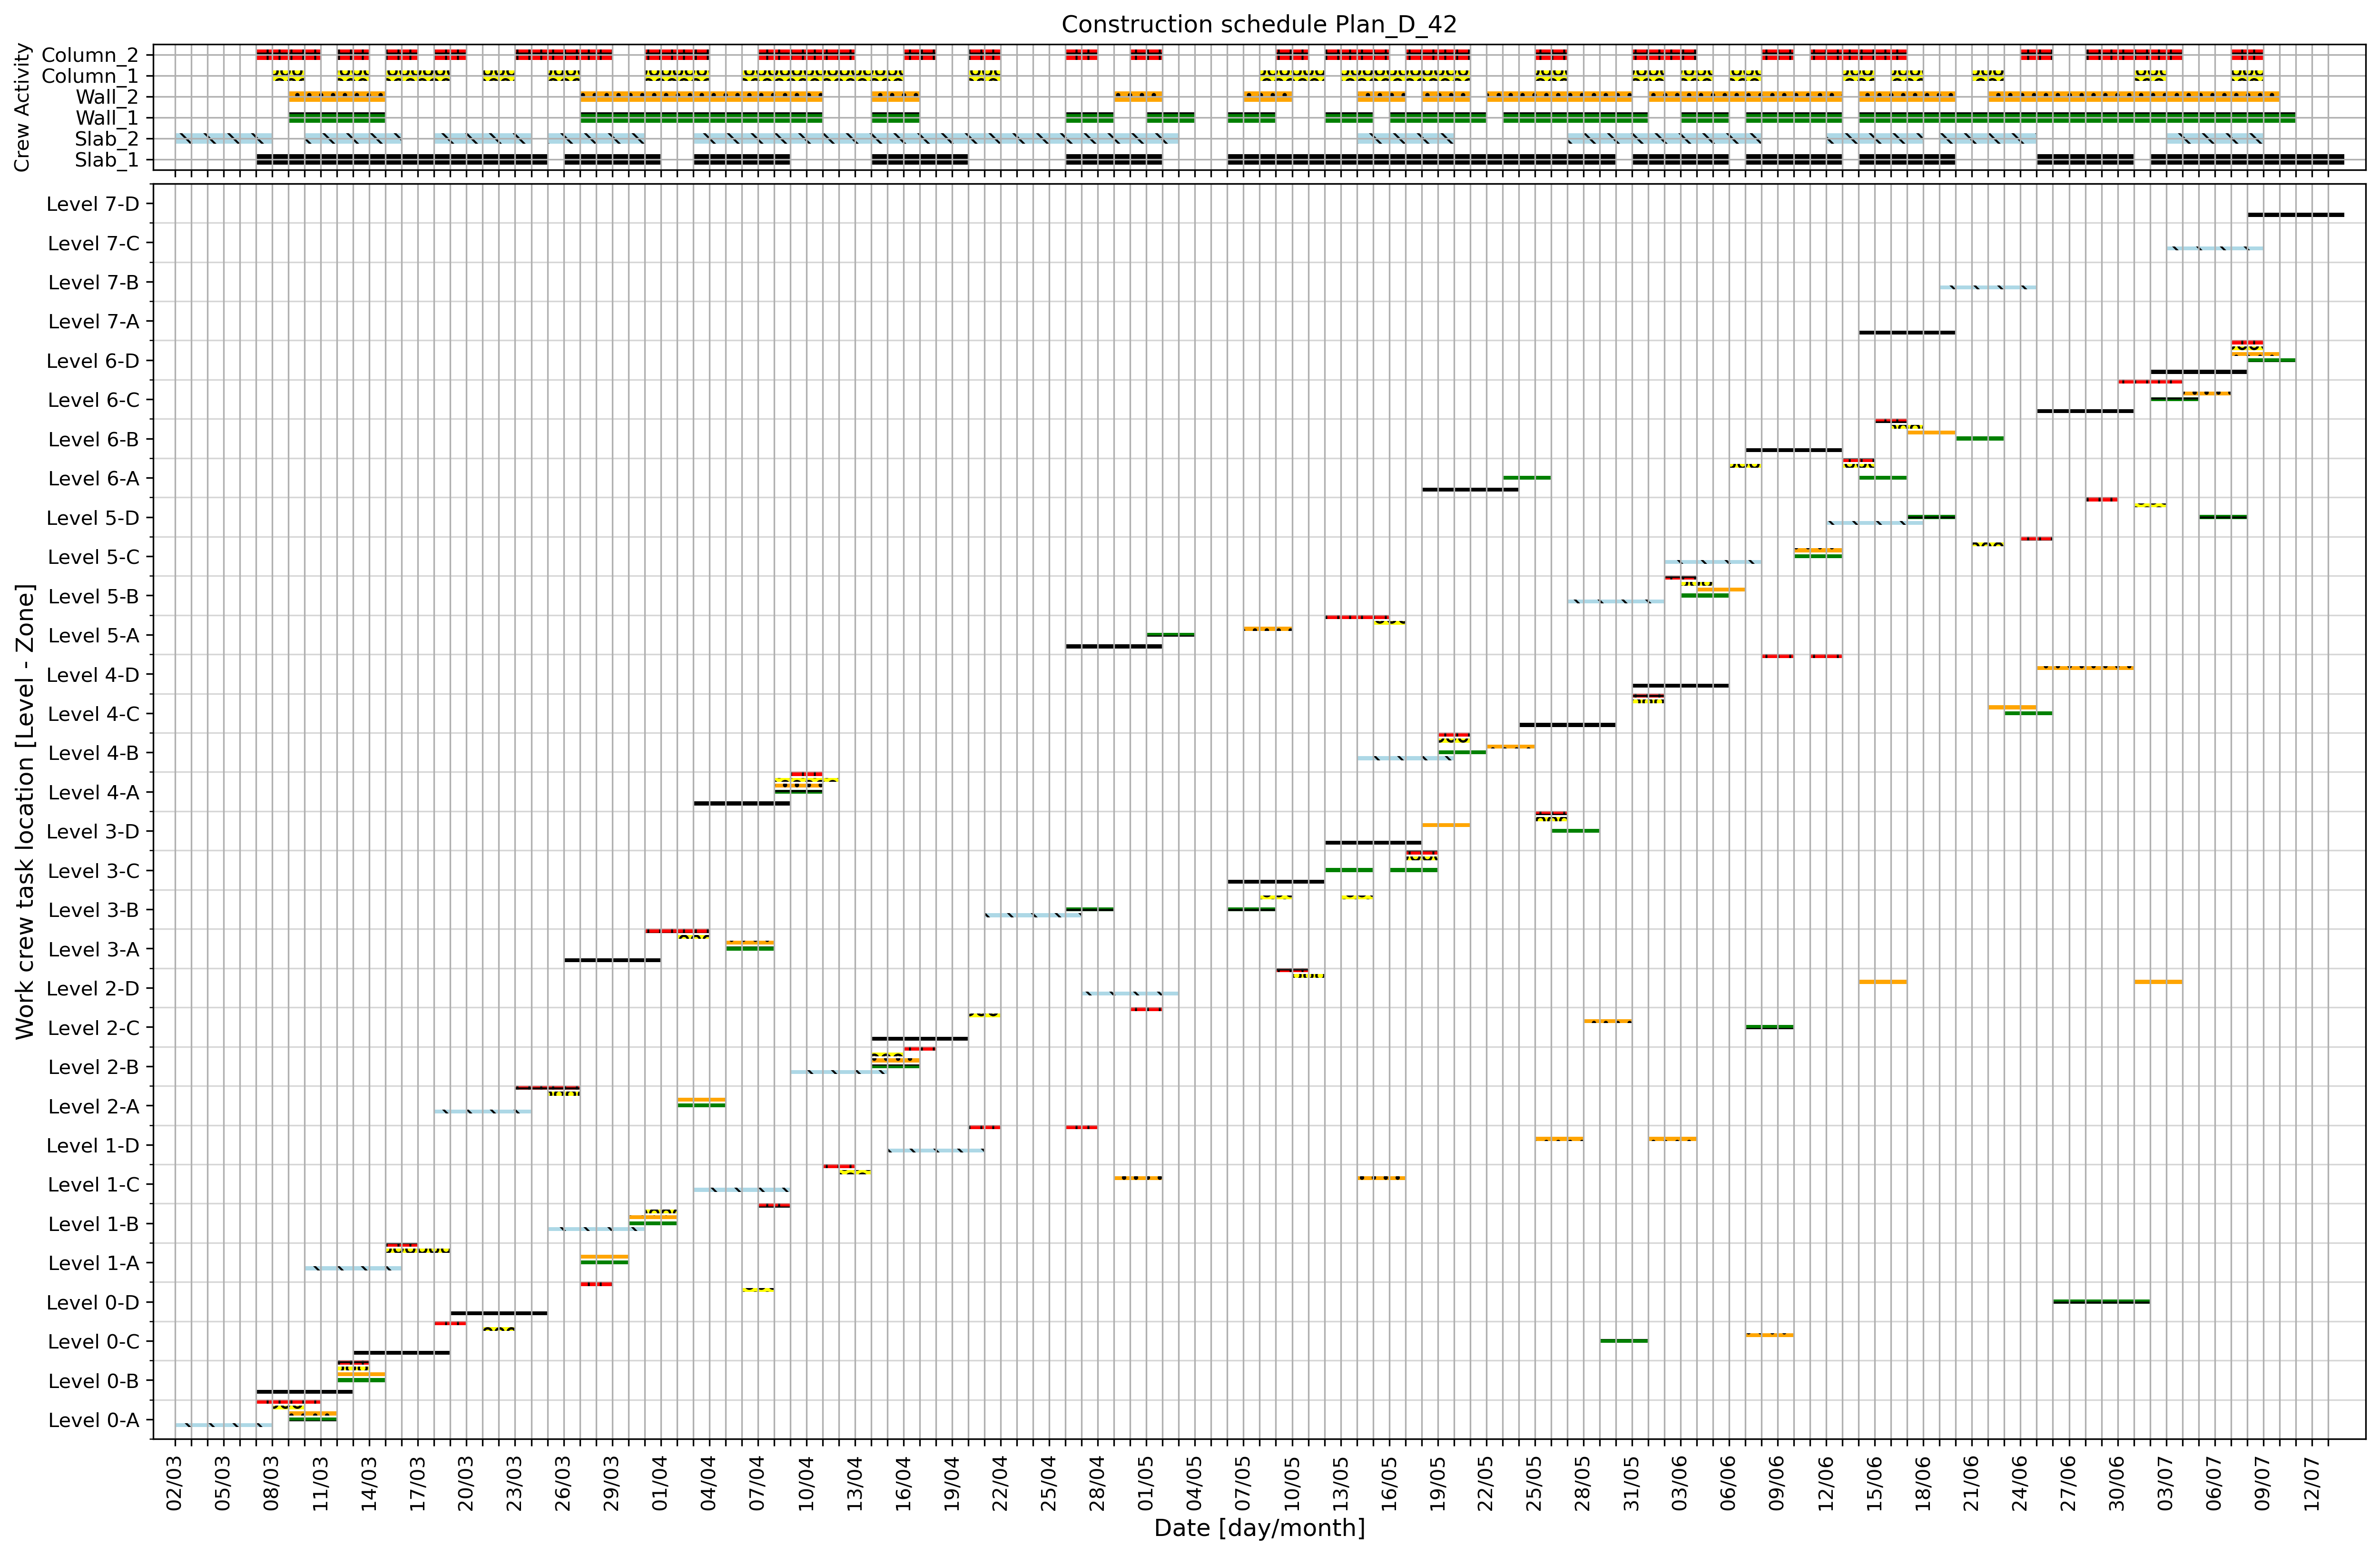 Construction schedule Plan_D_42
Crew Activity
Column_2
Column_1
Wall_2
Wall_1
Slab_2
Slab_1
Work crew task location [Level - Zone]
Level 7-D
Level 7-C
Level 7-B
Level 7-A
Level 6-D
Level 6-C
Level 6-B
Level 6-A
Level 5-D
Level 5-C
Level 5-B
Level 5-A
Level 4-D
Level 4-C
Level 4-B
Level 4-A
Level 3-D
Level 3-C
Level 3-B
Level 3-A
Level 2-D
Level 2-C
Level 2-B
Level 2-A
Level 1-D
Level 1-C
Level 1-B
Level 1-A
Level 0-D
Level 0-C
Level 0-B
Level 0-A
02/03
05/03
08/03
11/03
14/03
17/03
20/03
23/03
26/03
29/03
01/04
04/04
07/04
10/04
13/04
16/04
19/04
22/04
25/04
28/04
01/05
04/05
07/05
10/05
13/05
16/05
19/05
22/05
25/05
28/05
31/05
03/06
06/06
09/06
12/06
15/06
18/06
21/06
24/06
27/06
30/06
03/07
06/07
09/07
12/07
Date [day/month]